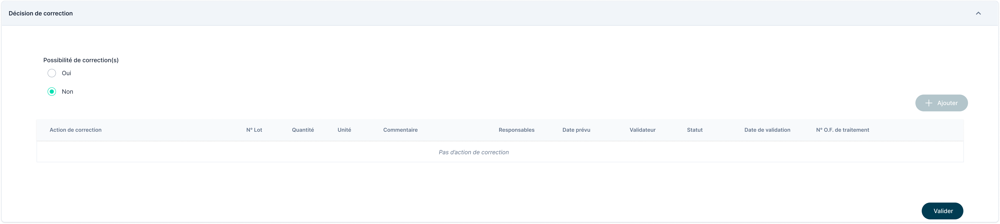 Décision de correction
Possibilité de correction(s)
Oui
Non
Ajouter
Action de correction N° Lot Quantité Unité Commentaire Responsables Date prévu Validateur Statut Date de validation N° O.F. de traitement
Pas d’action de correction
Valider